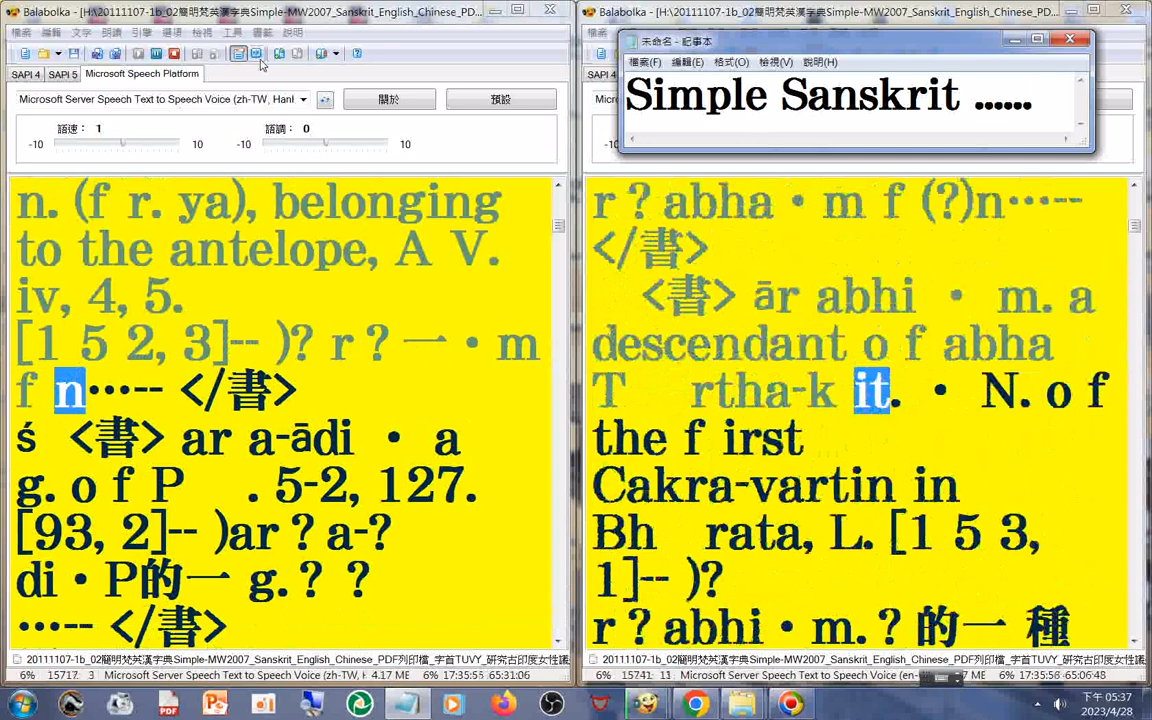 Balabolka - [H:\20111107-1b_02簡明梵英漢字典Simple-MW2007_Sanskrit_English_Chinese_PD...
檔案 編輯 文字 朗讀 引擎 選項 檢視 工具 書籤 說明
SAPI 4 SAPI 5 Microsoft Speech Platform
Microsoft Server Speech Text to Speech Voice (zh-TW, Hanl
關於 預設
語速： 1 語調： 0
-10 10 -10 10
n. (f r. ya), belonging
to the antelope, A V.
iv, 4, 5.
[1 5 2, 3]-- )? r ? 一 • m
f n…-- </書>
ś <書> ar a-ādi • a
g. o f P . 5-2, 127.
[93, 2]-- )ar ? a-?
di • P的一 g. ? ?
…-- </書>
20111107-1b_02簡明梵英漢字典Simple-MW2007_Sanskrit_English_Chinese_PDF列印檔_字首TUVY_研究古印度女性議
6% 15717: 3 Microsoft Server Speech Text to Speech Voice (zh-TW, H 4.17 ME 6% 17:35:55 65:31:06
Balabolka - [H:\20111107-1b_02簡明梵英漢字典Simple-MW2007_Sanskrit_English_Chinese_PD...
未命名 - 記事本
檔案(F) 編輯(E) 格式(O) 檢視(V) 說明(H)
Simple Sanskrit ......
SAPI 4
-10
r ? abha • m f (?)n…--
</書>
<書> ār abhi • m. a
descendant o f abha
T rtha-k it. • N. o f
the f irst
Cakra-vartin in
Bh rata, L. [1 5 3,
1]-- )?
r ? abhi • m. ? 的一 種
20111107-1b_02簡明梵英漢字典Simple-MW2007_Sanskrit_English_Chinese_PDF列印檔_字首TUVY_研究古印度女性議
6% 15741: 13 Microsoft Server Speech Text to Speech Voice (en- 6% 17:35:58 65:06:48
下午 05:37
2023/4/28